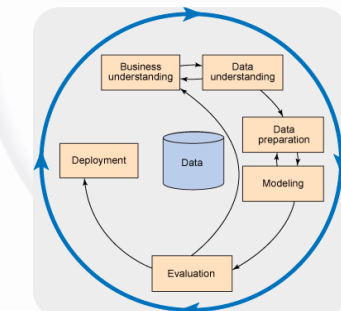 Business
understanding
Data
understanding
Data
preparation
Deployment
Data
Modeling
Evaluation